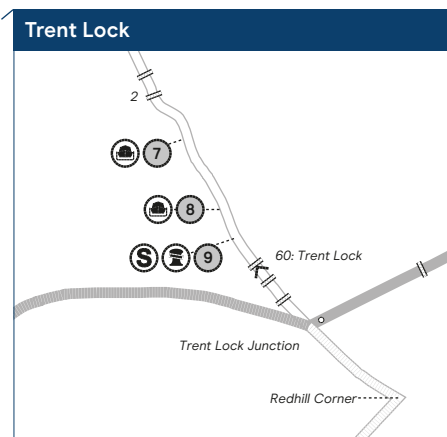 Trent Lock
2
7
8
S 9
60: Trent Lock
Trent Lock Junction
Redhill Corner